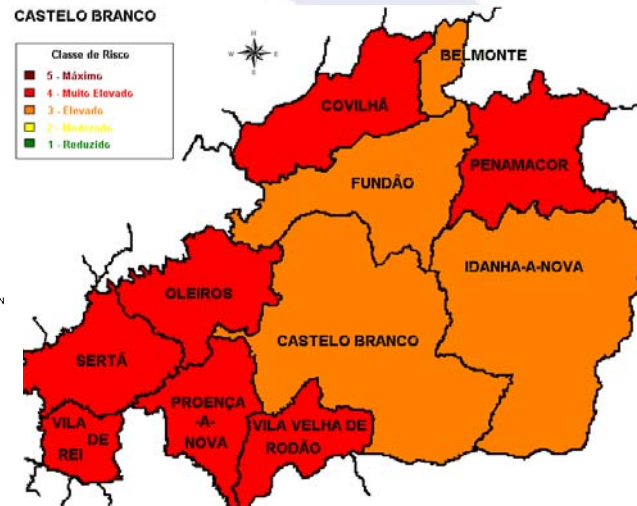 CASTELO BRANCO
Classe de Risco
5 - Máximo
4 - Muito Elevado
3 - Elevado
2 - Moderado
1 - Reduzido
N
W
E
S
BELMONTE
COVILHÃ
PENAMACOR
FUNDÃO
IDANHA-A-NOVA
OLEIROS
N
CASTELO BRANCO
SERTÃ
PROENÇA
-A
-NOVA
VILA VELHA DE
RODÃO
VILA
DE
REI